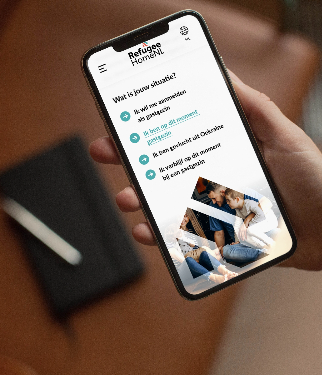 Refugee
HomeNL
NL
Wat is jouw situatie?
Ik wil me aanmelden
als gastgezin
Ik ben op dit moment
gastgezin
Ik ben gevlucht uit Oekraïne
Ik verblijf op dit moment
bij een gastgezin